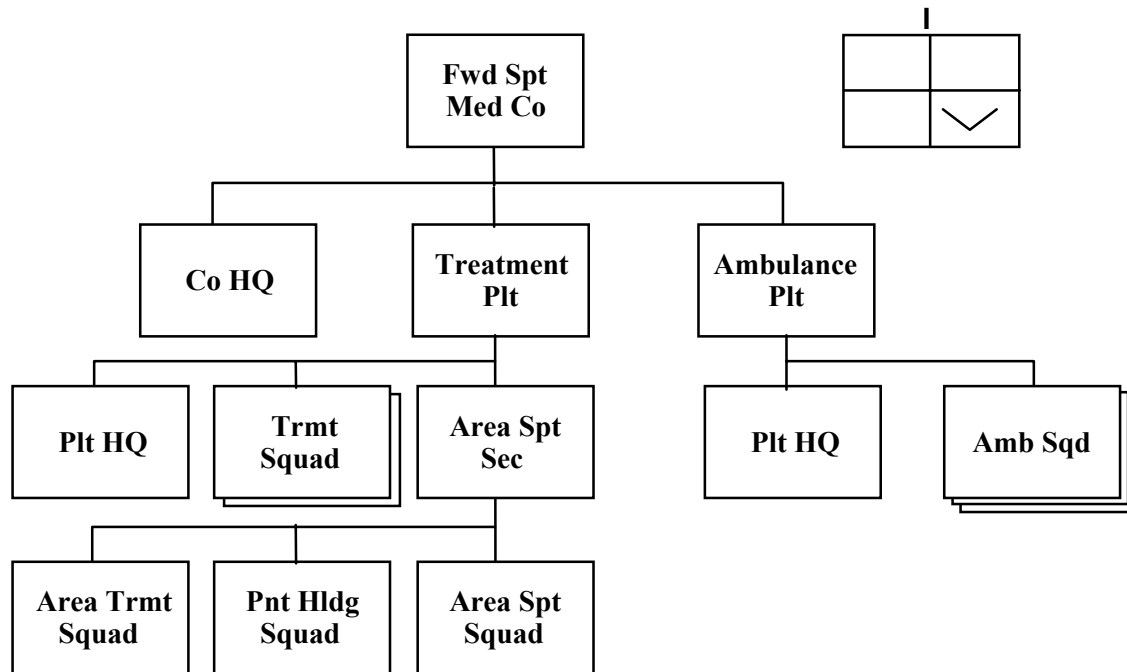 I
Fwd Spt
Med Co
Co HQ
Treatment
Plt
Ambulance
Plt
Plt HQ
Trmt
Squad
Area Spt
Sec
Plt HQ
Amb Sqd
Area Trmt
Squad
Pnt Hldg
Squad
Area Spt
Squad